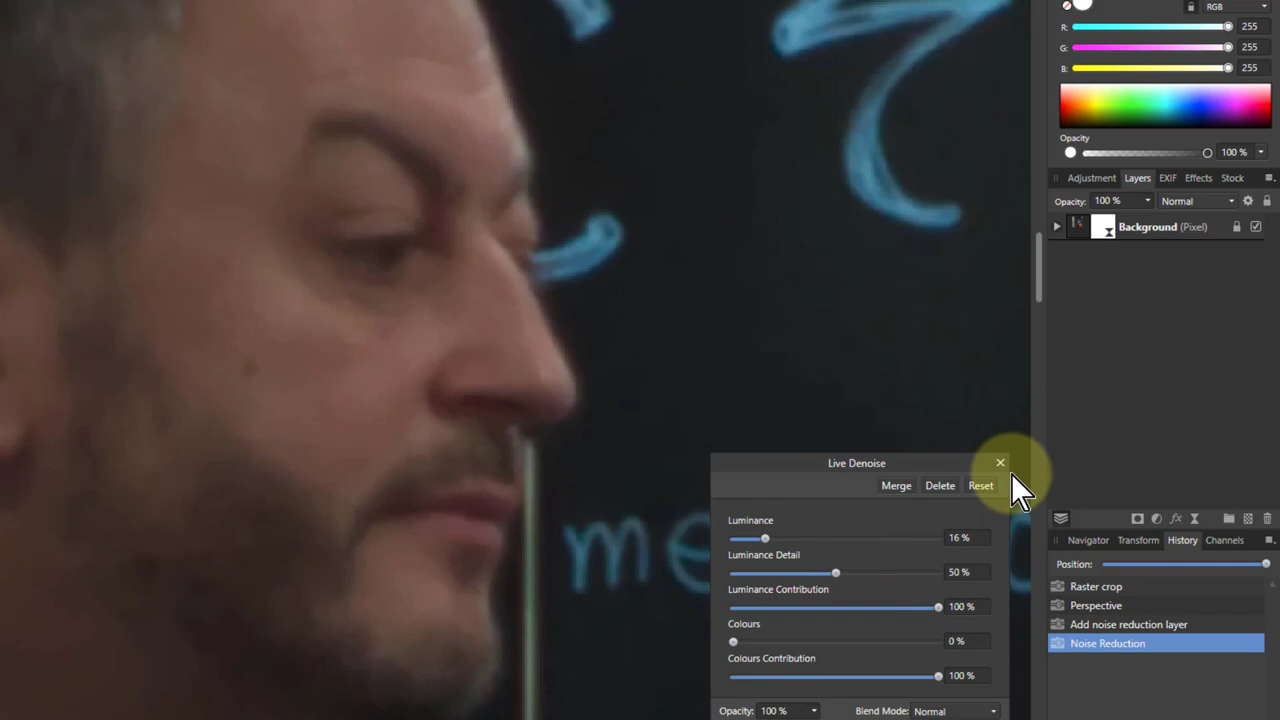 RGB
R: 255
G: 255
B: 255
Opacity
100 %
Adjustment Layers EXIF Effects Stock
Opacity: 100 % Normal
Background (Pixel)
Live Denoise
Merge Delete Reset
Luminance
16 %
Luminance Detail
50 %
Luminance Contribution
100 %
Colours
0 %
Colours Contribution
100 %
Opacity: 100 % Blend Mode: Normal
Navigator Transform History Channels
Position:
Raster crop
Perspective
Add noise reduction layer
Noise Reduction
me